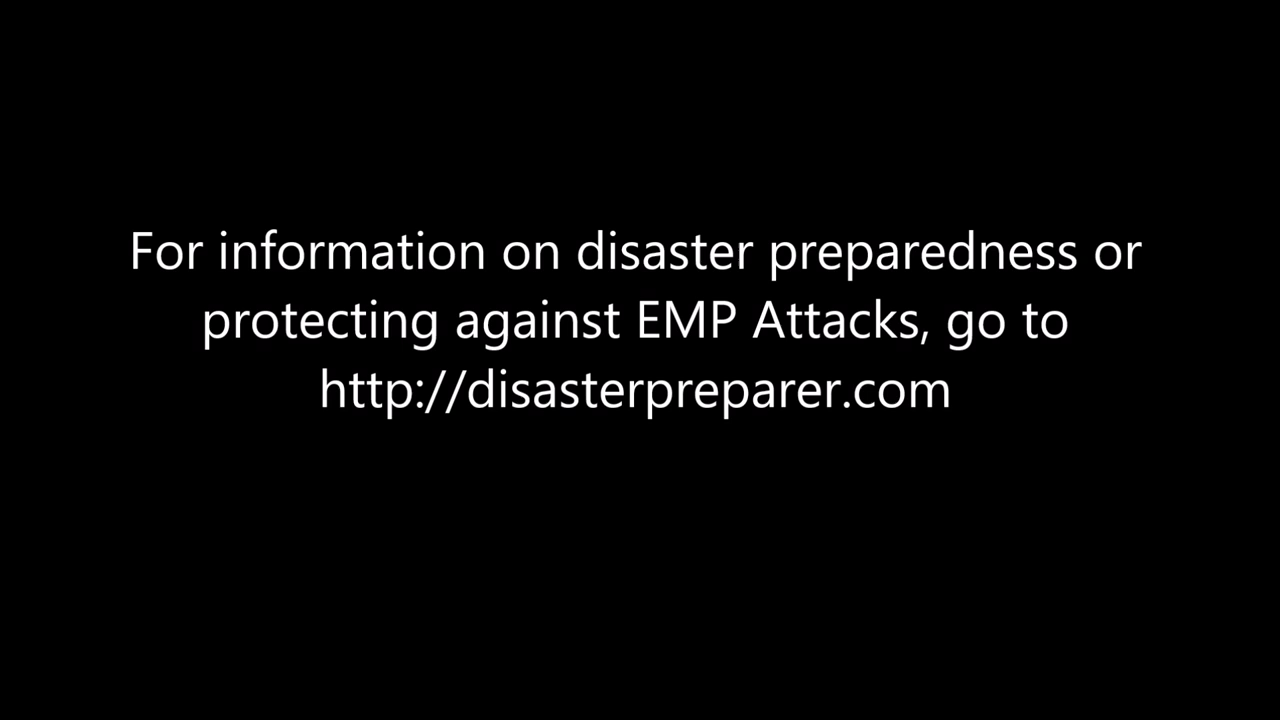 For information on disaster preparedness or
protecting against EMP Attacks, go to
http://disasterpreparer.com